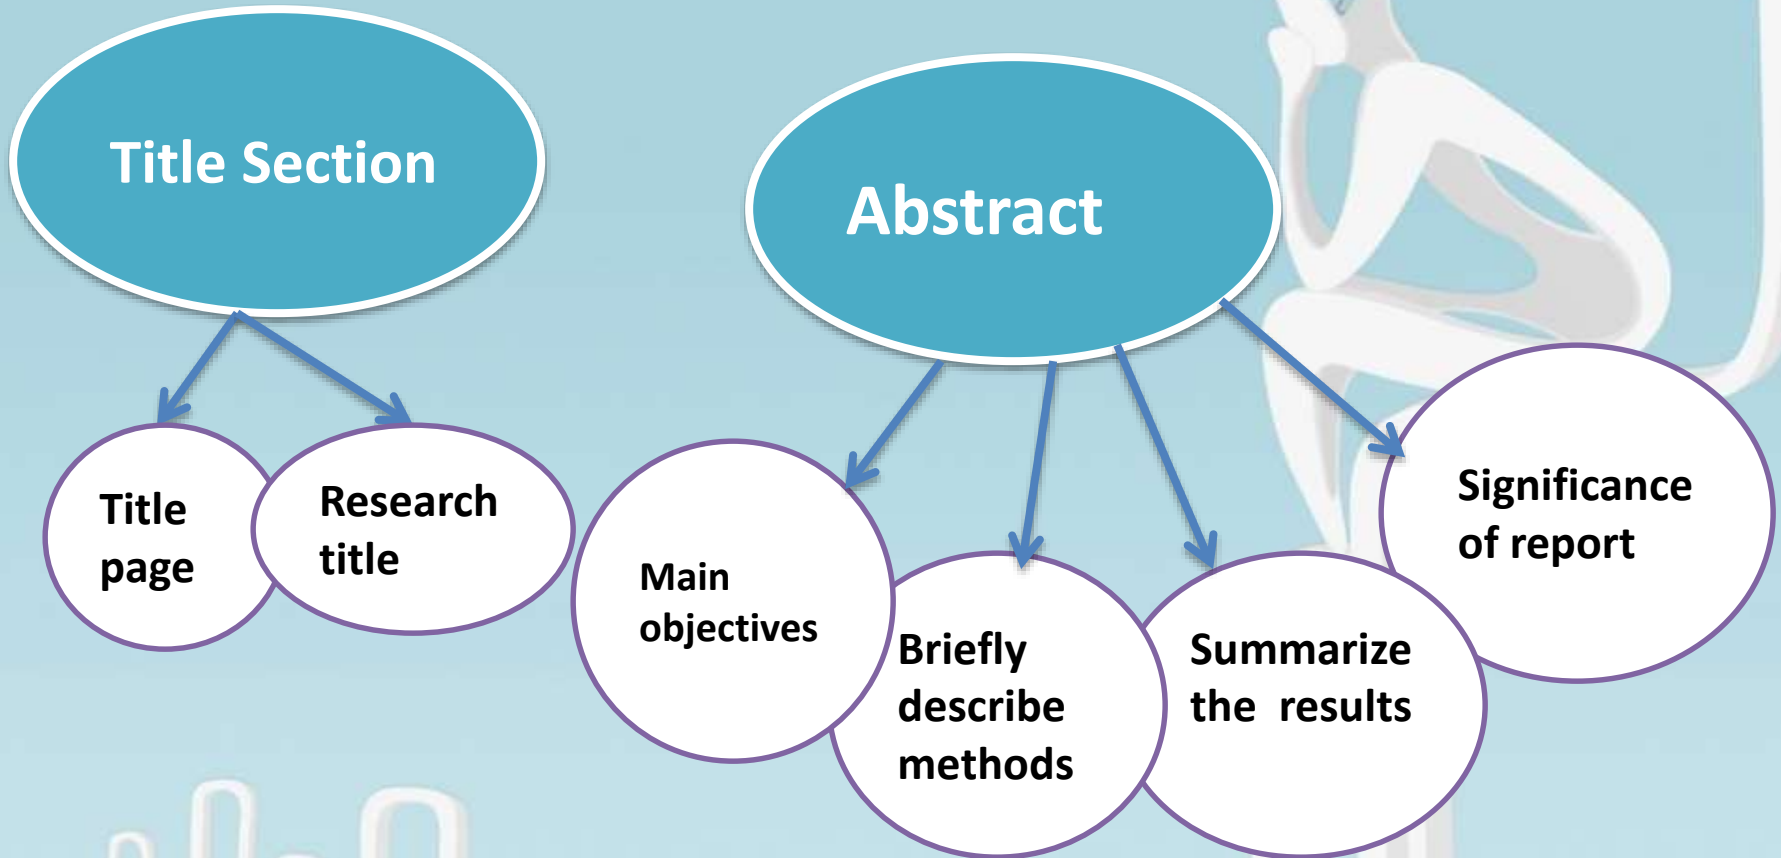 Title Section
Abstract
Title
page
Research
title
Main
objectives
Briefly
describe
methods
Summarize
the  results
Significance
of report